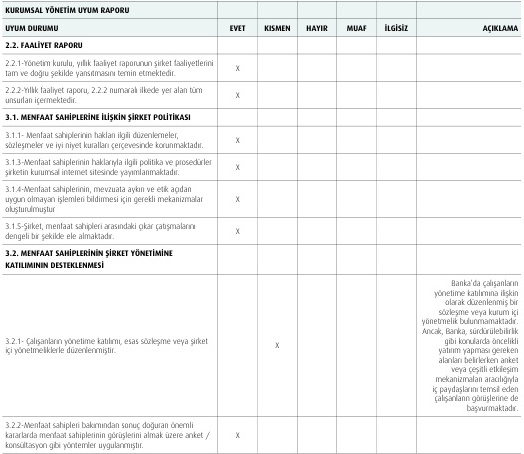 KURUMSAL YÖNETİM UYUM RAPORU
UYUM DURUMU EVET KISMEN HAYIR MUAF İLGİSİZ AÇIKLAMA
2.2. FAALİYET RAPORU
2.2.1-Yönetim kurulu, yıllık faaliyet raporunun şirket faaliyetlerini
tam ve doğru şekilde yansıtmasını temin etmektedir. X
2.2.2-Yıllık faaliyet raporu, 2.2.2 numaralı ilkede yer alan tüm
unsurları içermektedir. X
3.1. MENFAAT SAHİPLERİNE İLİŞKİN ŞİRKET POLİTİKASI
3.1.1- Menfaat sahiplerinin hakları ilgili düzenlemeler,
sözleşmeler ve iyi niyet kuralları çerçevesinde korunmaktadır. X
3.1.3-Menfaat sahiplerinin haklarıyla ilgili politika ve prosedürler
şirketin kurumsal internet sitesinde yayımlanmaktadır. X
3.1.4-Menfaat sahiplerinin, mevzuata aykırı ve etik açıdan
uygun olmayan işlemleri bildirmesi için gerekli mekanizmalar X
oluşturulmuştur
3.1.5-Şirket, menfaat sahipleri arasındaki çıkar çatışmalarını
dengeli bir şekilde ele almaktadır. X
3.2. MENFAAT SAHİPLERİNİN ŞİRKET YÖNETİMİNE
KATILIMININ DESTEKLENMESİ
3.2.1- Çalışanların yönetime katılımı, esas sözleşme veya şirket
içi yönetmeliklerle düzenlenmiştir. X
Banka'da çalışanların
yönetime katılımına ilişkin
olarak düzenlenmiş bir
sözleşme veya kurum içi
yönetmelik bulunmamaktadır.
Ancak, Banka, sürdürülebilirlik
gibi konularda öncelikli
yatırım yapması gereken
alanları belirlerken anket
veya çeşitli etkileşim
mekanizmaları aracılığıyla
iç paydaşlarını temsil eden
çalışanların görüşlerine de
başvurmaktadır.
3.2.2-Menfaat sahipleri bakımından sonuç doğuran önemli
kararlarda menfaat sahiplerinin görüşlerini almak üzere anket / X
konsültasyon gibi yöntemler uygulanmıştır.